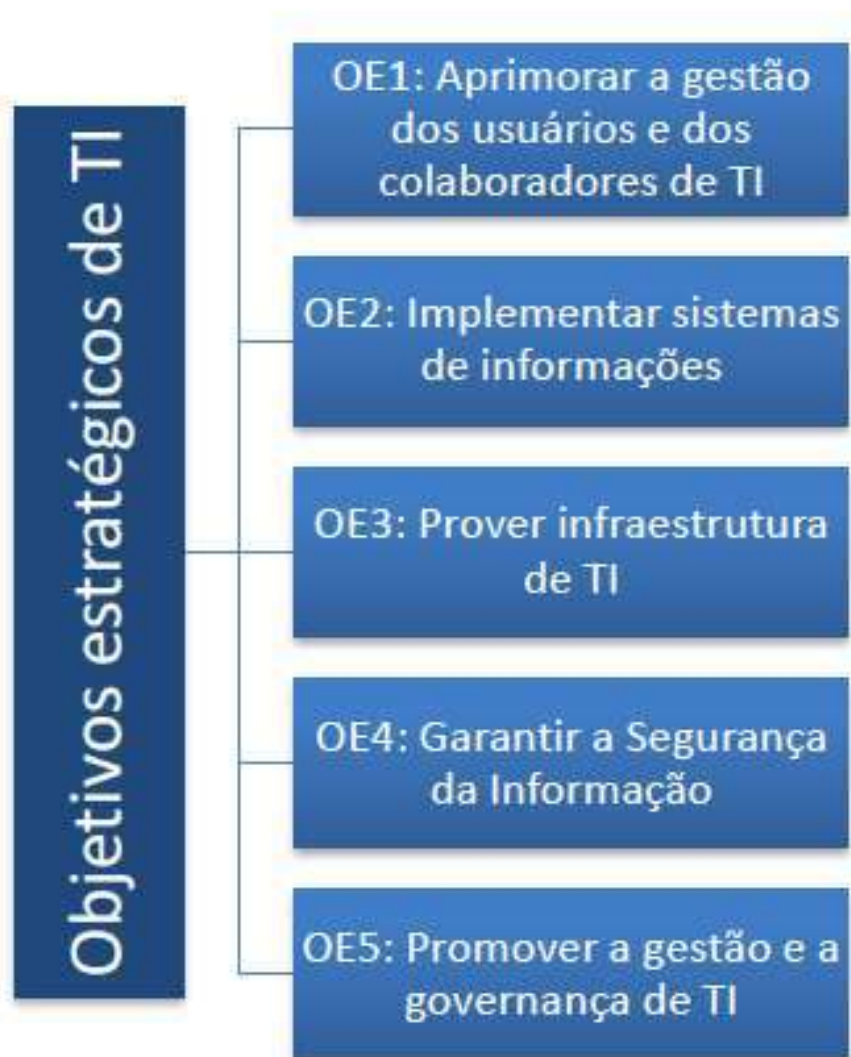 Objetivos estratégicos de TI
OE1: Aprimorar a gestão
dos usuários e dos
colaboradores de TI
OE2: Implementar sistemas
de informações
OE3: Prover infraestrutura
de TI
OE4: Garantir a Segurança
da Informação
OE5: Promover a gestão e a
governança de TI